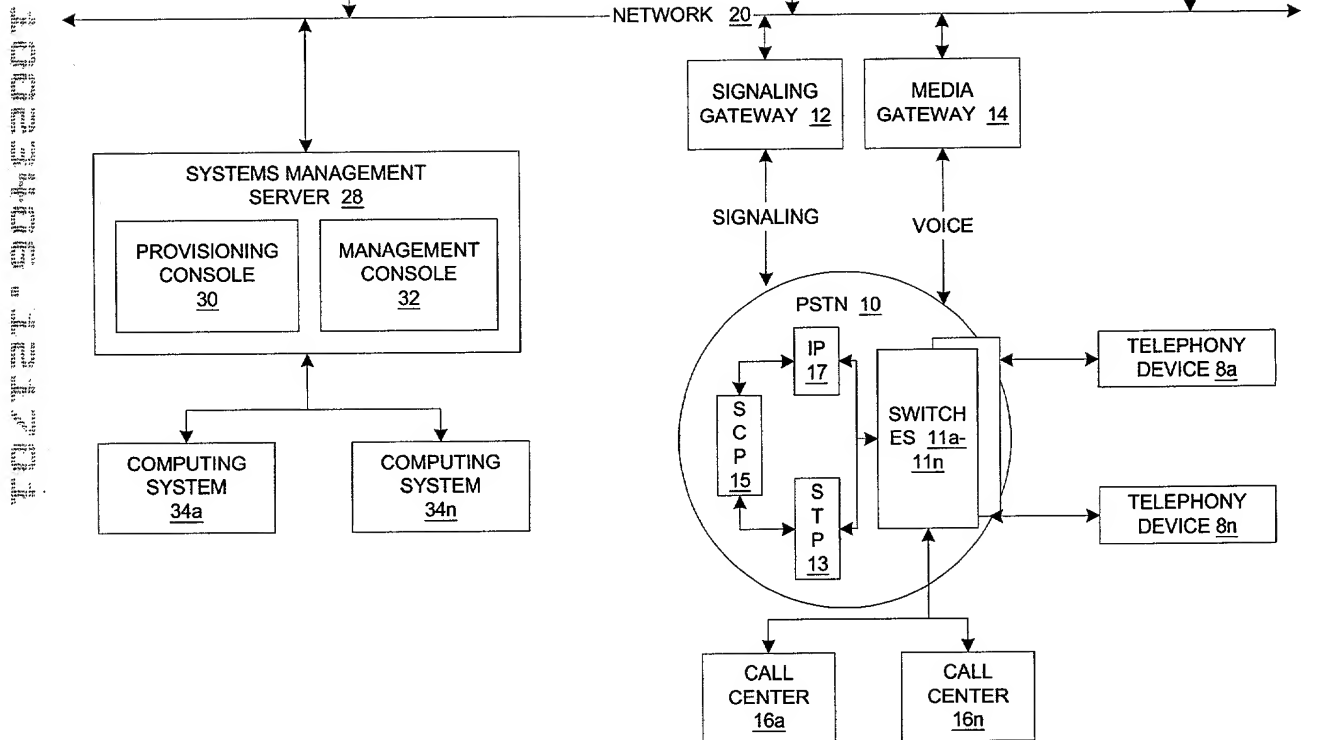 10023406.121701
NETWORK 20
SIGNALING
GATEWAY 12
MEDIA
GATEWAY 14
SYSTEMS MANAGEMENT
SERVER 28
PROVISIONING
CONSOLE
30
MANAGEMENT
CONSOLE
32
SIGNALING
VOICE
PSTN 10
IP
17
S
C
P
15
S
T
P
13
SWITCH
ES 11a-
11n
TELEPHONY
DEVICE 8a
TELEPHONY
DEVICE 8n
COMPUTING
SYSTEM
34a
COMPUTING
SYSTEM
34n
CALL
CENTER
16a
CALL
CENTER
16n